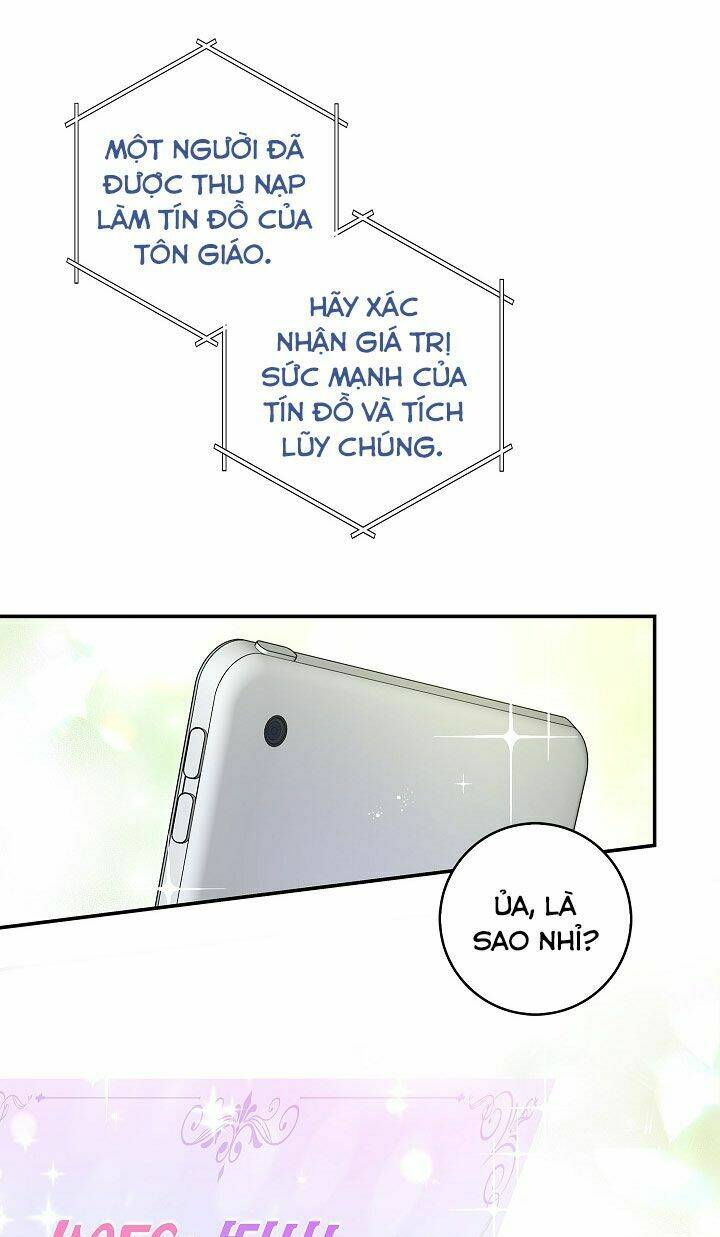 MỘT NGƯỜI ĐÃ
ĐƯỢC THU NẠP
LÀM TÍN ĐỒ CỦA
TÔN GIÁO.
HÃY XÁC
NHẬN GIÁ TRỊ
SỨC MẠNH CỦA
TÍN ĐỒ VÀ TÍCH
LŨY CHÚNG.
ỦA, LÀ
SAO NHỈ?